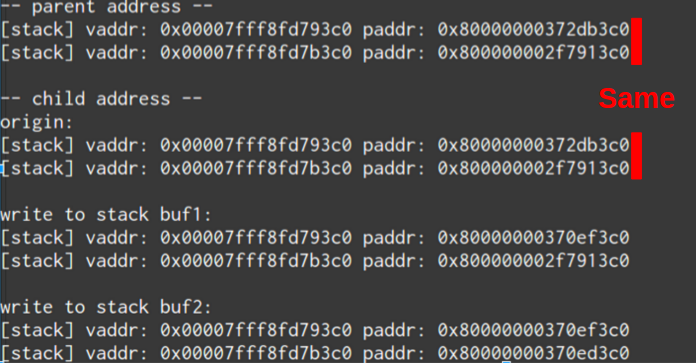 -- parent address --
[stack] vaddr: 0x00007fff8fd793c0 paddr: 0x80000000372db3c0
[stack] vaddr: 0x00007fff8fd7b3c0 paddr: 0x800000002f7913c0
-- child address --
Same
origin:
[stack] vaddr: 0x00007fff8fd793c0 paddr: 0x80000000372db3c0
[stack] vaddr: 0x00007fff8fd7b3c0 paddr: 0x800000002f7913c0
write to stack buf1:
[stack] vaddr: 0x00007fff8fd793c0 paddr: 0x80000000370ef3c0
[stack] vaddr: 0x00007fff8fd7b3c0 paddr: 0x800000002f7913c0
write to stack buf2:
[stack] vaddr: 0x00007fff8fd793c0 paddr: 0x80000000370ef3c0
[stack] vaddr: 0x00007fff8fd7b3c0 paddr: 0x80000000370ed3c0